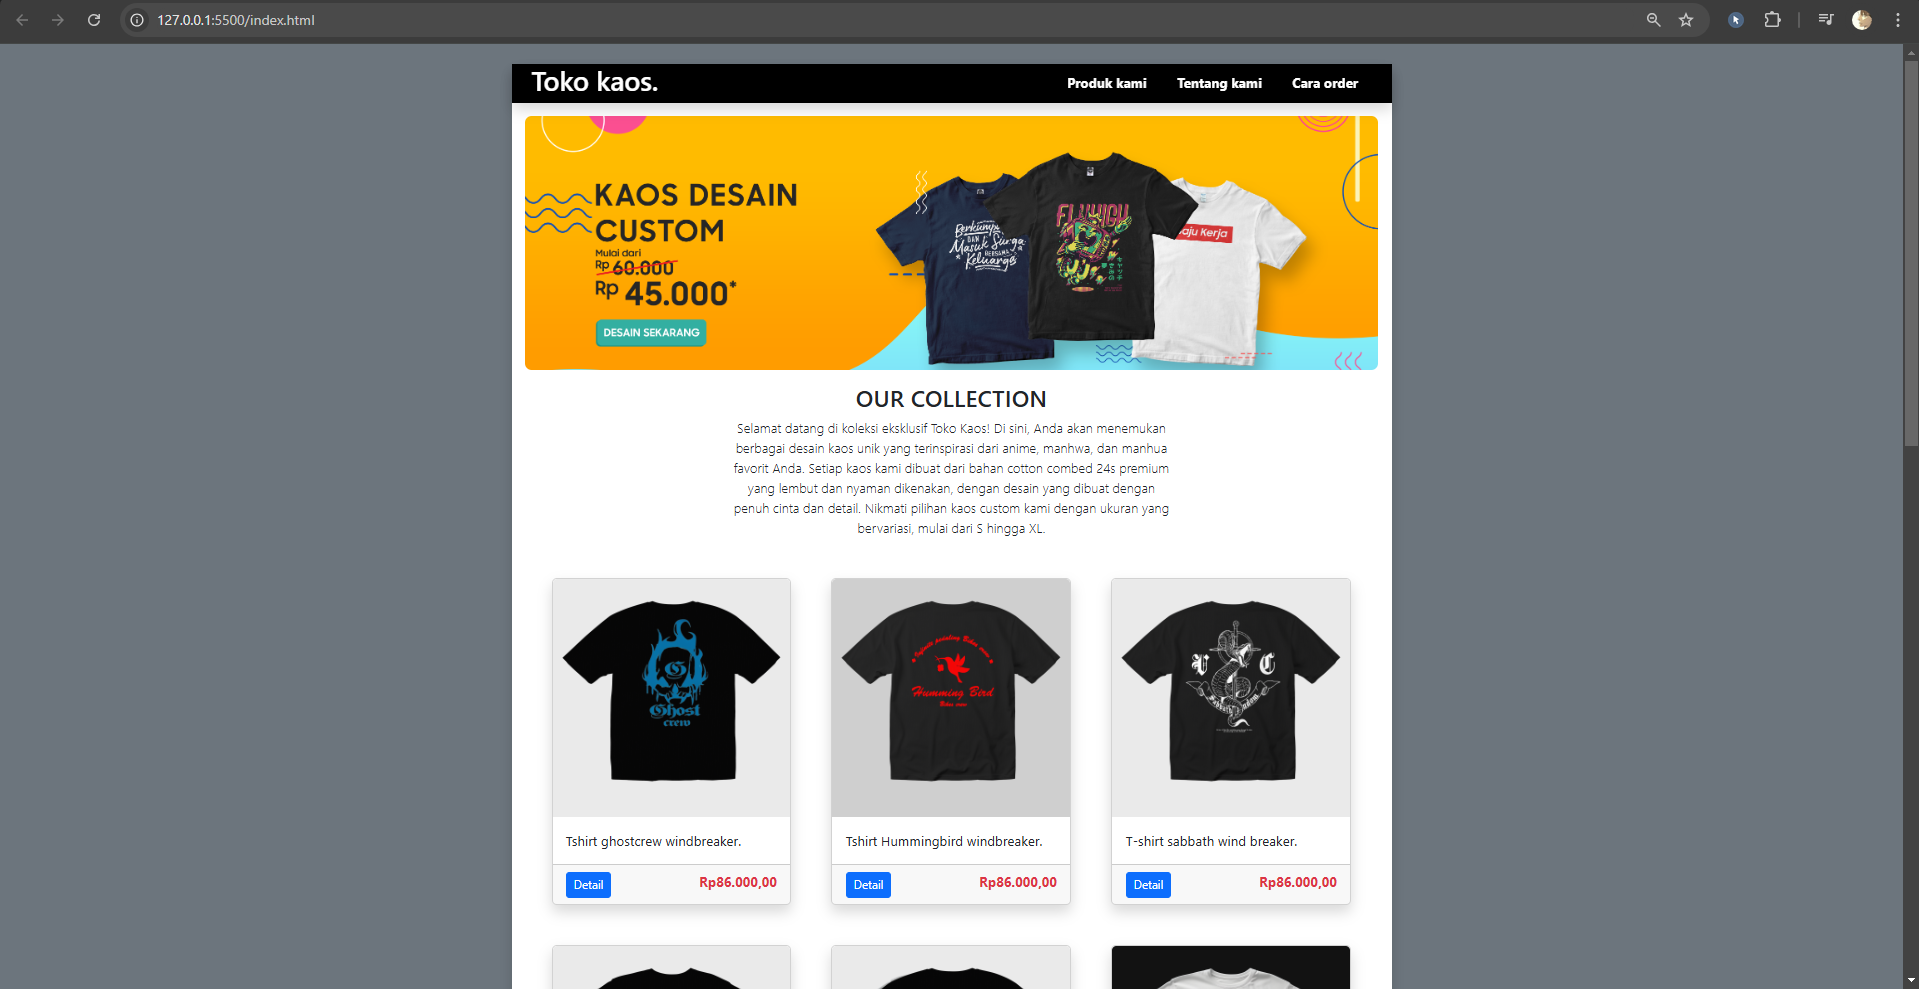 127.0.0.1:5500/index.html
Toko kaos.
Produk kami
Tentang kami
Cara order
KAOS DESAIN
CUSTOM
Mulai dari
Rp 60.000
Rp 45.000*
DESAIN SEKARANG
Berkumpul
DAN
Masuk Surga
BERSAMA
Keluarga
aju Kerja
OUR COLLECTION
Selamat datang di koleksi eksklusif Toko Kaos! Di sini, Anda akan menemukan
berbagai desain kaos unik yang terinspirasi dari anime, manhwa, dan manhua
favorit Anda. Setiap kaos kami dibuat dari bahan cotton combed 24s premium
yang lembut dan nyaman dikenakan, dengan desain yang dibuat dengan
penuh cinta dan detail. Nikmati pilihan kaos custom kami dengan ukuran yang
bervariasi, mulai dari S hingga XL.
G
Ghost
crew
Humming Bird
V C
Tshirt ghostcrew windbreaker.
Tshirt Hummingbird windbreaker.
T-shirt sabbath wind breaker.
Detail
Rp86.000,00
Detail
Rp86.000,00
Detail
Rp86.000,00